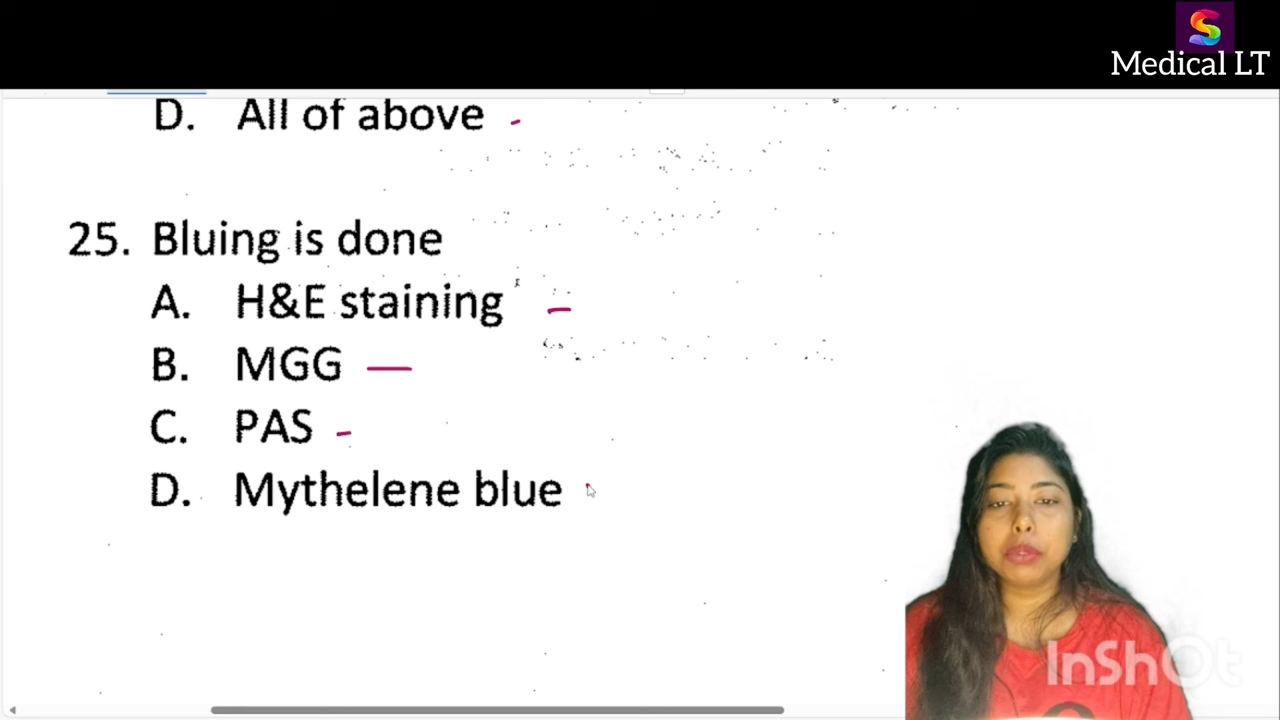 S
Medical LT
D. All of above
25. Bluing is done
A. H&E staining
B. MGG
C. PAS
D. Mythelene blue
InShOt